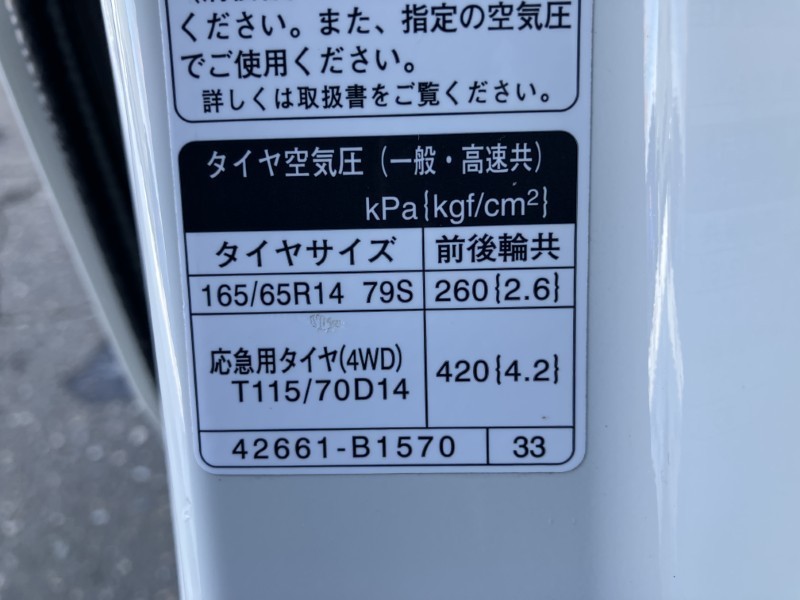 ください。また、指定の空気圧
でご使用ください。
詳しくは取扱書をご覧ください。
タイヤ空気圧(一般・高速共)
kPa{kgf/cm²}
タイヤサイズ 前後輪共
165/65R14 79S 260{2.6}
応急用タイヤ(4WD)
T115/70D14 420{4.2}
42661-B1570 33